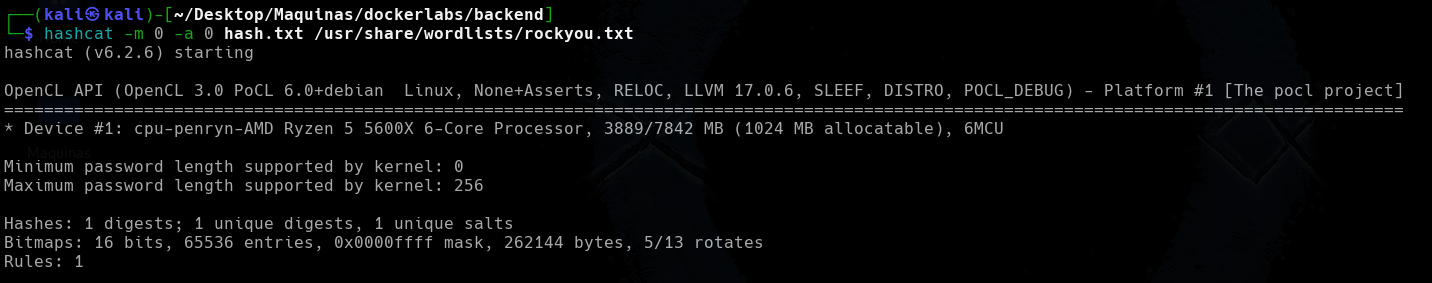 ┌──(kali㉿kali)-[~/Desktop/Maquinas/dockerlabs/backend]
└─$ hashcat -m 0 -a 0 hash.txt /usr/share/wordlists/rockyou.txt
hashcat (v6.2.6) starting
OpenCL API (OpenCL 3.0 PoCL 6.0+debian  Linux, None+Asserts, RELOC, LLVM 17.0.6, SLEEF, DISTRO, POCL_DEBUG) - Platform #1 [The pocl project]
============================================================================================================================================
* Device #1: cpu-penryn-AMD Ryzen 5 5600X 6-Core Processor, 3889/7842 MB (1024 MB allocatable), 6MCU
Maquinas
Minimum password length supported by kernel: 0
Maximum password length supported by kernel: 256
Hashes: 1 digests; 1 unique digests, 1 unique salts
Bitmaps: 16 bits, 65536 entries, 0x0000ffff mask, 262144 bytes, 5/13 rotates
Rules: 1